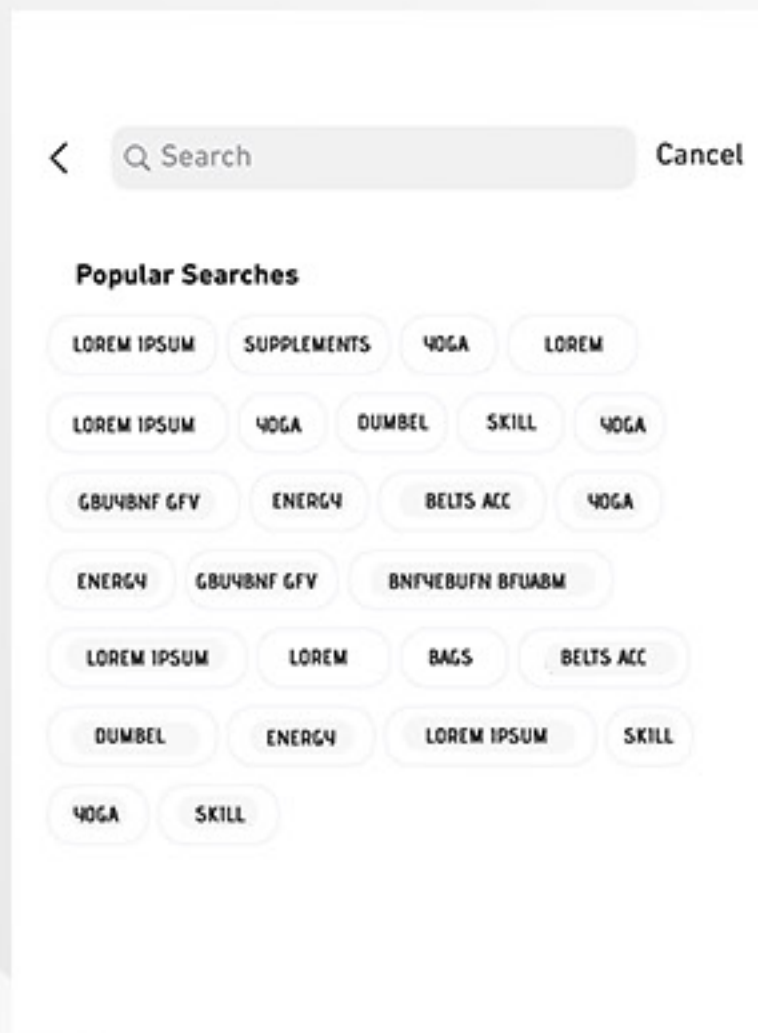 Search Cancel
Popular Searches
LOREM IPSUM SUPPLEMENTS YOGA LOREM
LOREM IPSUM YOGA DUMBEL SKILL YOGA
GBUYBNF GFV ENERGY BELTS ACC YOGA
ENERGY GBUYBNF GFV BNFYEBUFN BFUABM
LOREM IPSUM LOREM BAGS BELTS ACC
DUMBEL ENERGY LOREM IPSUM SKILL
YOGA SKILL